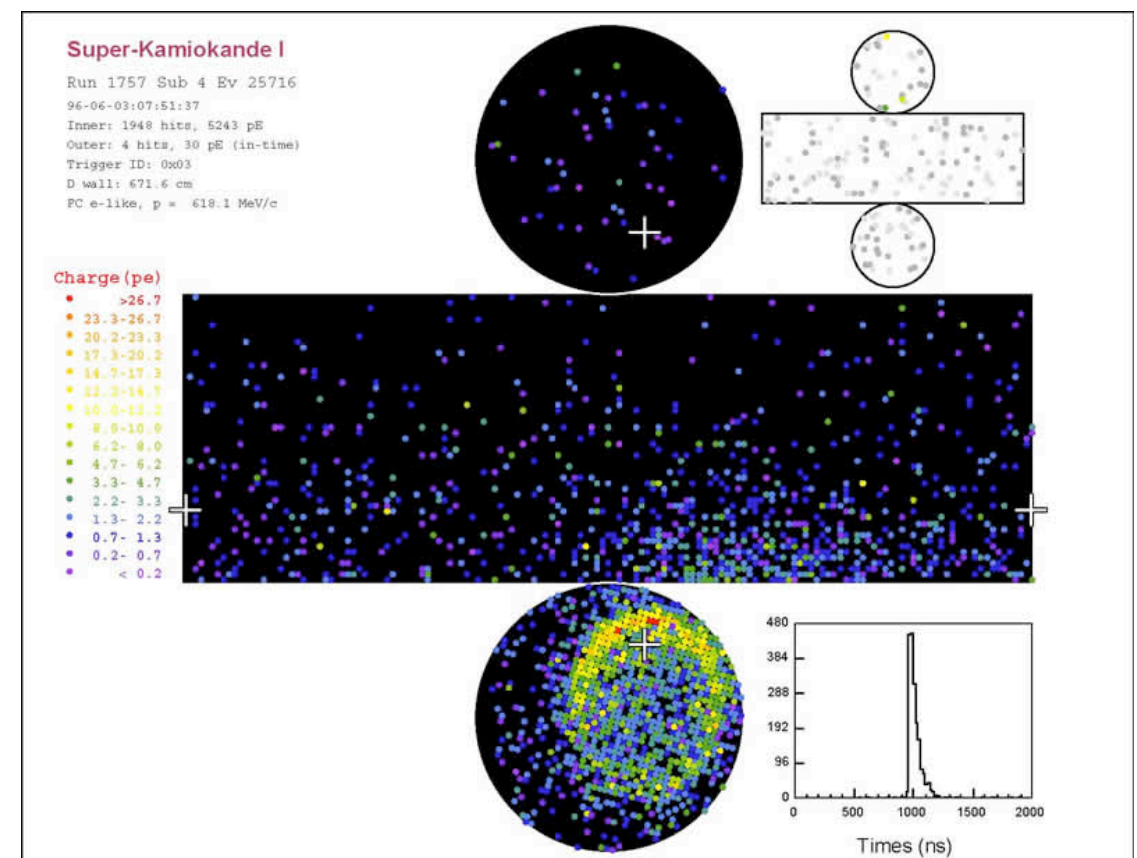 Super-Kamiokande I
Run 1757 Sub 4 Ev 25716
96-06-03:07:51:37
Inner: 1948 hits, 5243 pE
Outer: 4 hits, 30 pE (in-time)
Trigger ID: 0x03
D wall: 671.6 cm
FC e-like, p = 618.1 MeV/c
Charge(pe)
>26.7
23.3-26.7
20.2-23.3
17.3-20.2
14.7-17.3
12.2-14.7
10.0-12.2
8.0-10.0
6.2- 8.0
4.7- 6.2
3.3- 4.7
2.2- 3.3
1.3- 2.2
0.7- 1.3
0.2- 0.7
< 0.2
480
384
288
192
96
0
0 500 1000 1500 2000
Times (ns)